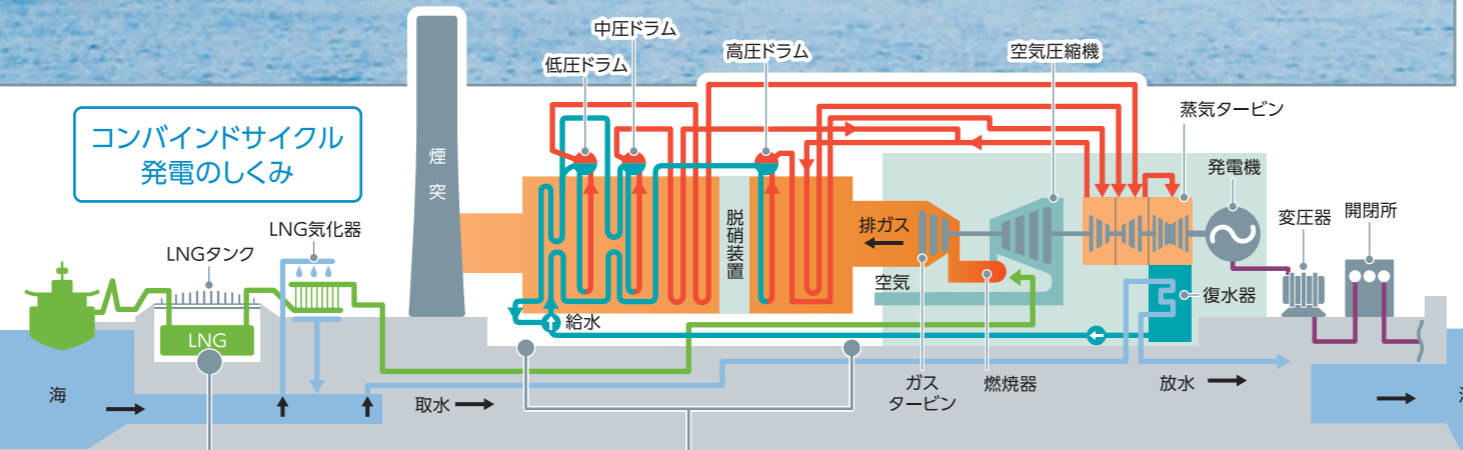 コンバインドサイクル
発電のしくみ
煙突
低圧ドラム
中圧ドラム
高圧ドラム
空気圧縮機
蒸気タービン
発電機
変圧器
開閉所
LNGタンク
LNG気化器
LNG
脱硝装置
排ガス
空気
給水
復水器
ガス
タービン
燃焼器
海
取水
放水